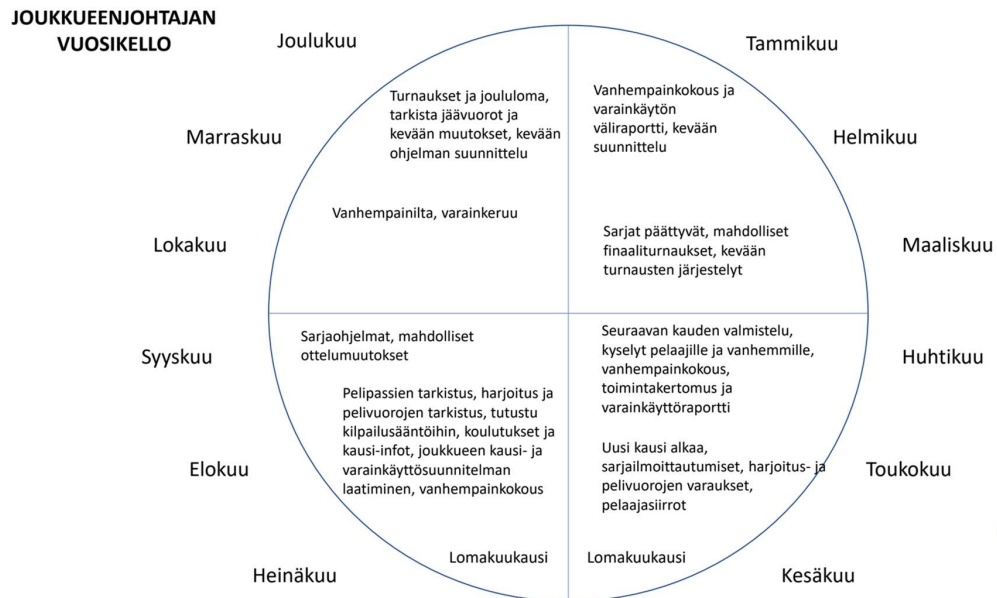 JOUKKUEENJOHTAJAN
VUOSIKELLO
Joulukuu
Tammikuu
Turnaukset ja joululoma,
tarkista jäävuorot ja
kevään muutokset, kevään
ohjelman suunnittelu
Vanhempainkokous ja
varainkäytön
väliraportti, kevään
suunnittelu
Marraskuu
Helmikuu
Vanhempainilta, varainkeruu
Lokakuu
Sarjat päättyvät, mahdolliset
finaaliturnaukset, kevään
turnausten järjestelyt
Maaliskuu
Syyskuu
Sarjaohjelmat, mahdolliset
ottelumuutokset
Seuraavan kauden valmistelu,
kyselyt pelaajille ja vanhemmille,
vanhempainkokous,
toimintakertomus ja
varainkäyttöraportti
Huhtikuu
Elokuu
Pelipassien tarkistus, harjoitus ja
pelivuorojen tarkistus, tutustu
kilpailusääntöihin, koulutukset ja
kausi-infot, joukkueen kausi- ja
varainkäyttösuunnitelman
laatiminen, vanhempainkokous
Uusi kausi alkaa,
sarjailmoittautumiset, harjoitus- ja
pelivuorojen varaukset,
pelaajasiirrot
Toukokuu
Heinäkuu
Lomakuukausi
Lomakuukausi
Kesäkuu